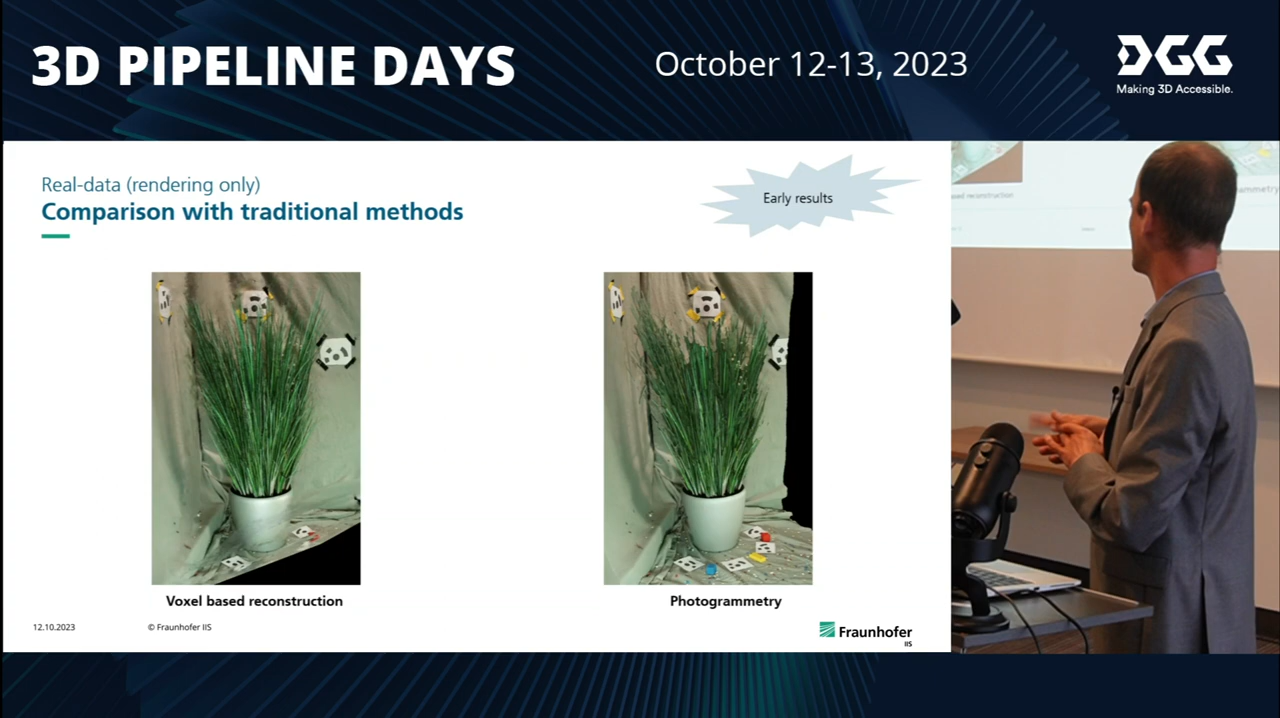 3D PIPELINE DAYS
October 12-13, 2023
DGG
Making 3D Accessible.
Real-data (rendering only)
Comparison with traditional methods
Early results
Voxel based reconstruction
Photogrammetry
12.10.2023
© Fraunhofer IIS
Fraunhofer
IIS